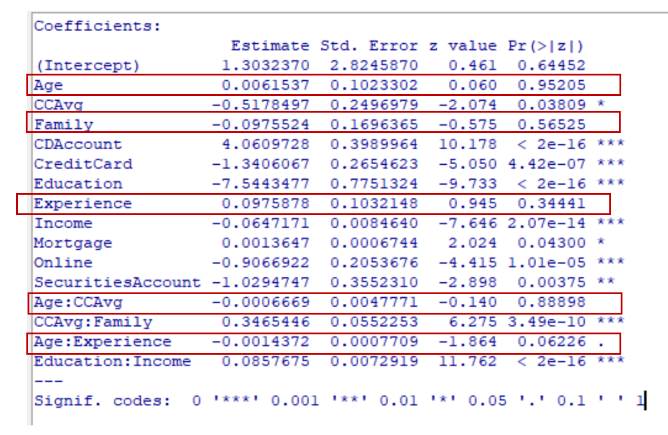 Coefficients:
Estimate Std. Error z value Pr(>|z|)
(Intercept) 1.3032370 2.8245870 0.461 0.64452
Age 0.0061537 0.1023302 0.060 0.95205
CCAvg -0.5178497 0.2496979 -2.074 0.03809 *
Family -0.0975524 0.1696365 -0.575 0.56525
CDAccount 4.0609728 0.3989964 10.178 < 2e-16 ***
CreditCard -1.3406067 0.2654623 -5.050 4.42e-07 ***
Education -7.5443477 0.7751324 -9.733 < 2e-16 ***
Experience 0.0975878 0.1032148 0.945 0.34441
Income -0.0647171 0.0084640 -7.646 2.07e-14 ***
Mortgage 0.0013647 0.0006744 2.024 0.04300 *
Online -0.9066922 0.2053676 -4.415 1.01e-05 ***
SecuritiesAccount -1.0294747 0.3552310 -2.898 0.00375 **
Age:CCAvg -0.0006669 0.0047771 -0.140 0.88898
CCAvg:Family 0.3465446 0.0552253 6.275 3.49e-10 ***
Age:Experience -0.0014372 0.0007709 -1.864 0.06226 .
Education:Income 0.0857675 0.0072919 11.762 < 2e-16 ***
---
Signif. codes: 0 '***' 0.001 '**' 0.01 '*' 0.05 '.' 0.1 ' ' 1